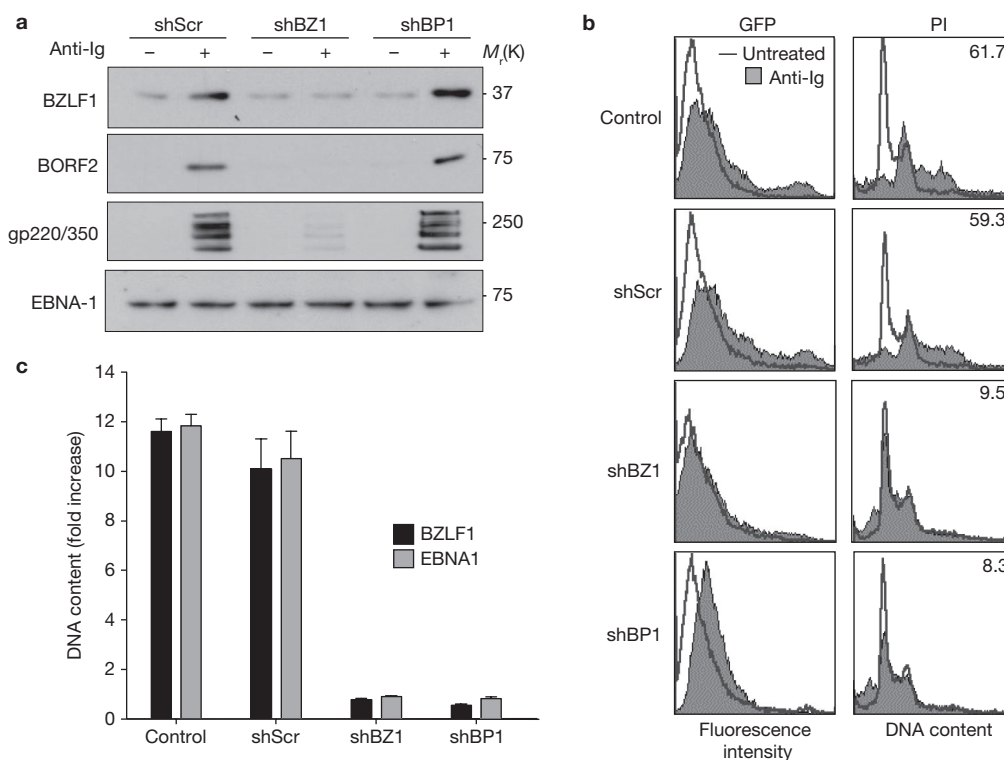 a
shScr shBZ1 shBP1
Anti-Ig – + – + – + Mr(K)
BZLF1 37
BORF2 75
gp220/350 250
EBNA-1 75
b
GFP PI
— Untreated
Anti-Ig
Control 61.7
shScr 59.3
shBZ1 9.5
shBP1 8.3
Fluorescence intensity
DNA content
c
DNA content (fold increase)
14
12
10
8
6
4
2
0
BZLF1
EBNA1
Control shScr shBZ1 shBP1